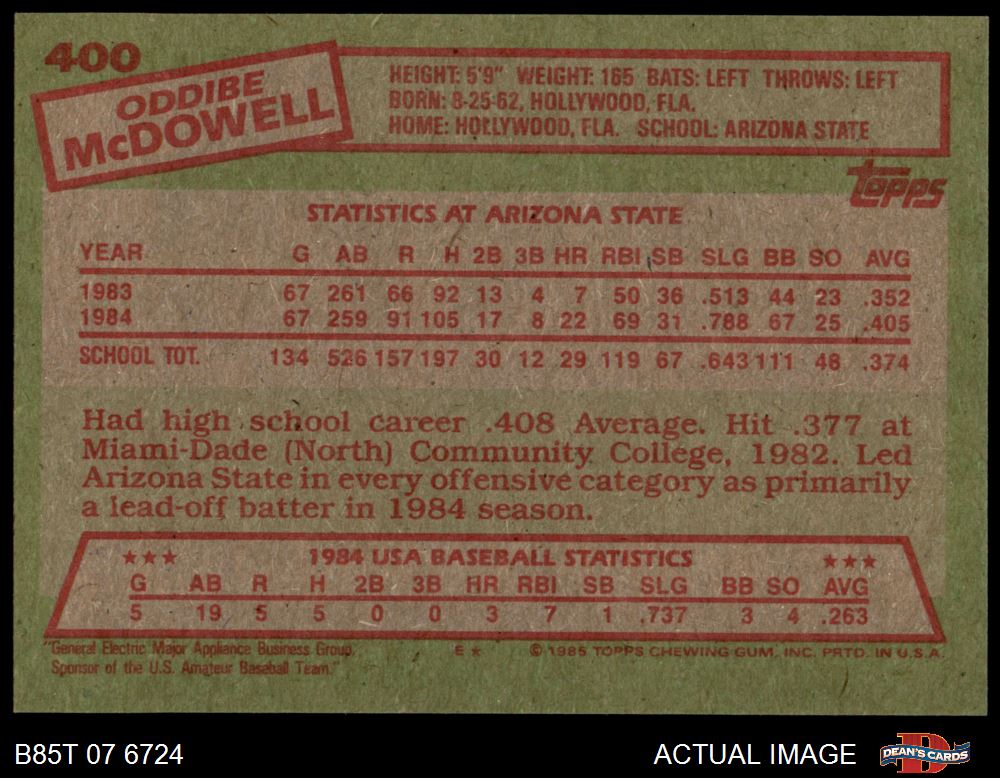 400
ODDIBE
McDOWELL
HEIGHT: 5'9" WEIGHT: 165 BATS: LEFT THROWS: LEFT
BORN: 8-25-62, HOLLYWOOD, FLA.
HOME: HOLLYWOOD, FLA. SCHOOL: ARIZONA STATE
topps
STATISTICS AT ARIZONA STATE
YEAR G AB R H 2B 3B HR RBI SB SLG BB SO AVG
1983 67 261 66 92 13 4 7 50 36 .513 44 23 .352
1984 67 259 91 105 17 8 22 69 31 .788 67 25 .405
SCHOOL TOT. 134 526 157 197 30 12 29 119 67 .643 111 48 .374
Had high school career .408 Average. Hit .377 at
Miami-Dade (North) Community College, 1982. Led
Arizona State in every offensive category as primarily
a lead-off batter in 1984 season.
★★★ 1984 USA BASEBALL STATISTICS ★★★
G AB R H 2B 3B HR RBI SB SLG BB SO AVG
5 19 5 5 0 0 3 7 1 .737 3 4 .263
"General Electric Major Appliance Business Group,
Sponsor of the U.S. Amateur Baseball Team."
E ★ © 1985 TOPPS CHEWING GUM, INC. PRTD. IN U.S.A.
B85T 07 6724
ACTUAL IMAGE
DEAN'S CARDS